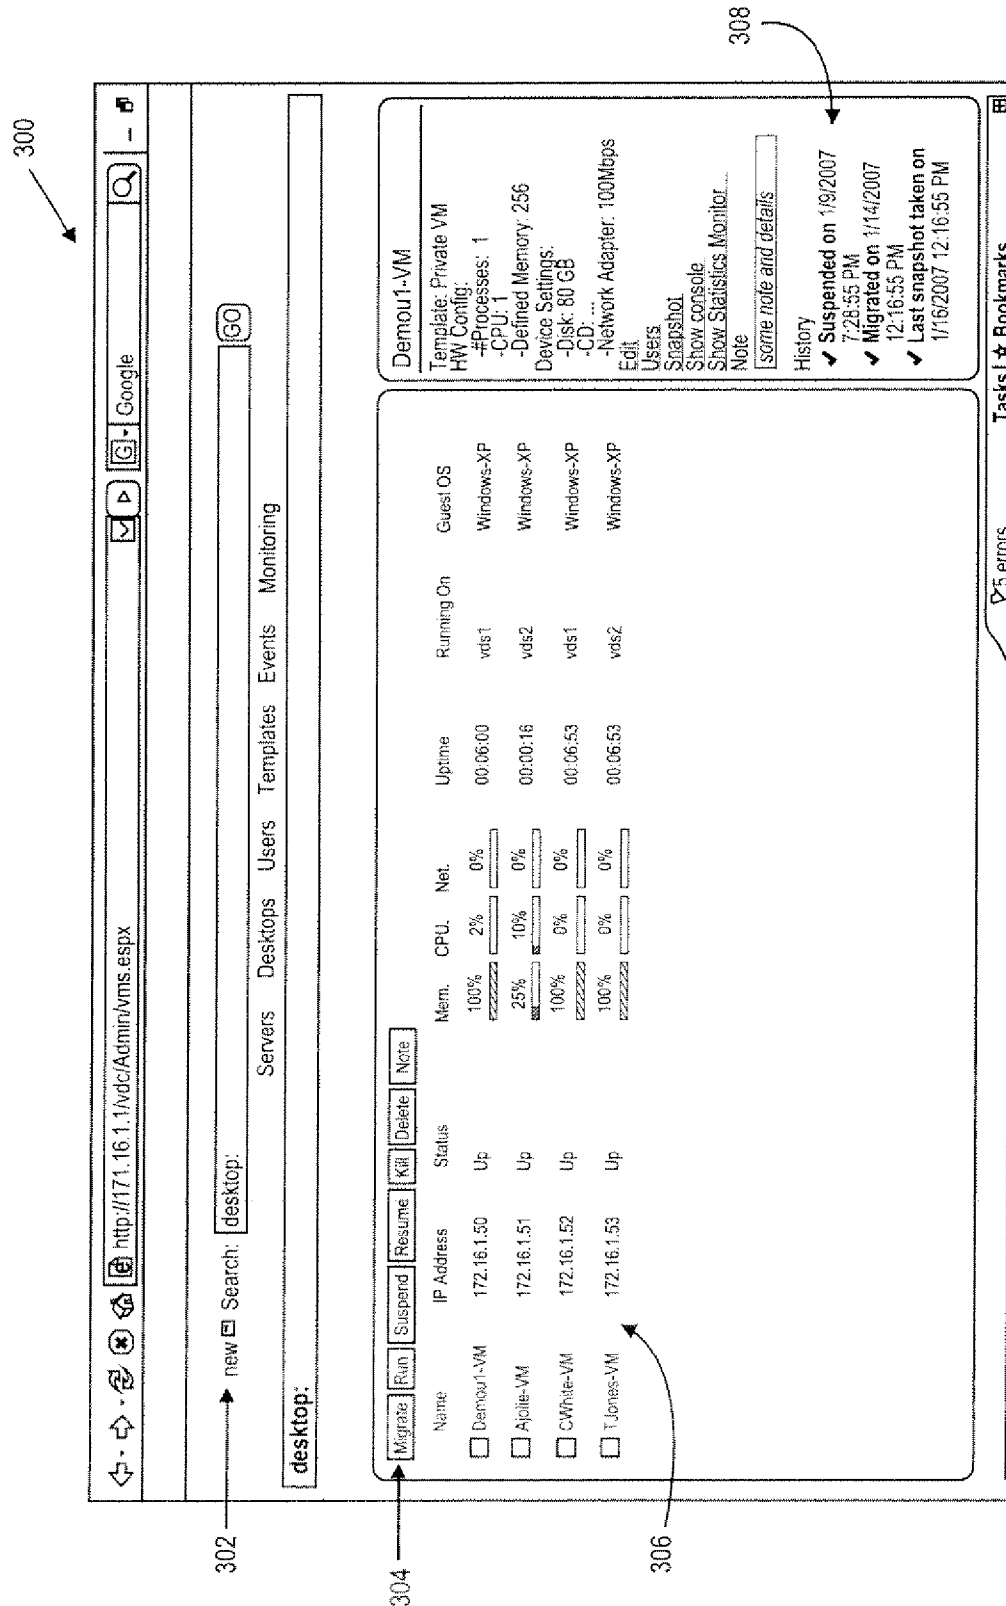 300
http://171.16.1.1/vdc/Admin/vms.espx
G
Google
302
new Search: desktop: GO
Servers Desktops Users Templates Events Monitoring
desktop:
304
Migrate Run Suspend Resume Kill Delete Note
Name IP Address Status Mem. CPU. Net. Uptime Running On Guest OS
Demou1-VM 172.16.1.50 Up 100% 2% 0% 00:06:00 vds1 Windows-XP
Ajolie-VM 172.16.1.51 Up 25% 10% 0% 00:00:16 vds2 Windows-XP
CWhite-VM 172.16.1.52 Up 100% 0% 0% 00:06:53 vds1 Windows-XP
TJones-VM 172.16.1.53 Up 100% 0% 0% 00:06:53 vds2 Windows-XP
306
Demou1-VM
Template: Private VM
HW Config:
-#Processes: 1
-CPU: 1
-Defined Memory: 256
Device Settings:
-Disk: 80 GB
-CD: ...
-Network Adapter: 100Mbps
Edit
Users
Snapshot
Show console
Show Statistics Monitor
Note
some note and details
History
✔ Suspended on 1/9/2007
7:28:55 PM
✔ Migrated on 1/14/2007
12:16:55 PM
✔ Last snapshot taken on
1/16/2007 12:16:55 PM
308
5 errors Tasks ★ Bookmarks